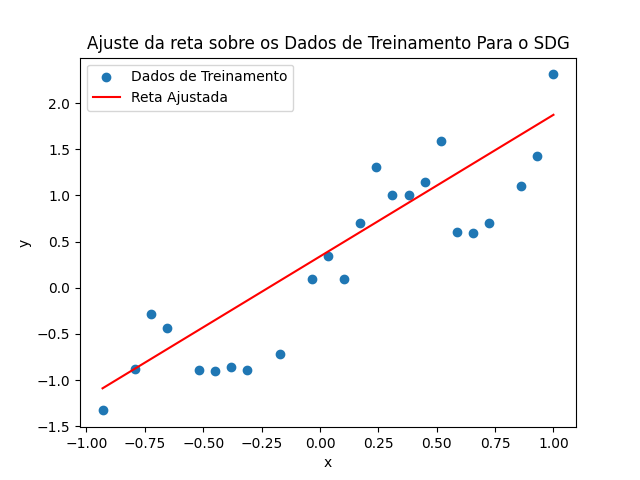 Ajuste da reta sobre os Dados de Treinamento Para o SDG
Dados de Treinamento
Reta Ajustada
2.0
1.5
1.0
0.5
0.0
−0.5
−1.0
−1.5
y
−1.00 −0.75 −0.50 −0.25 0.00 0.25 0.50 0.75 1.00
x